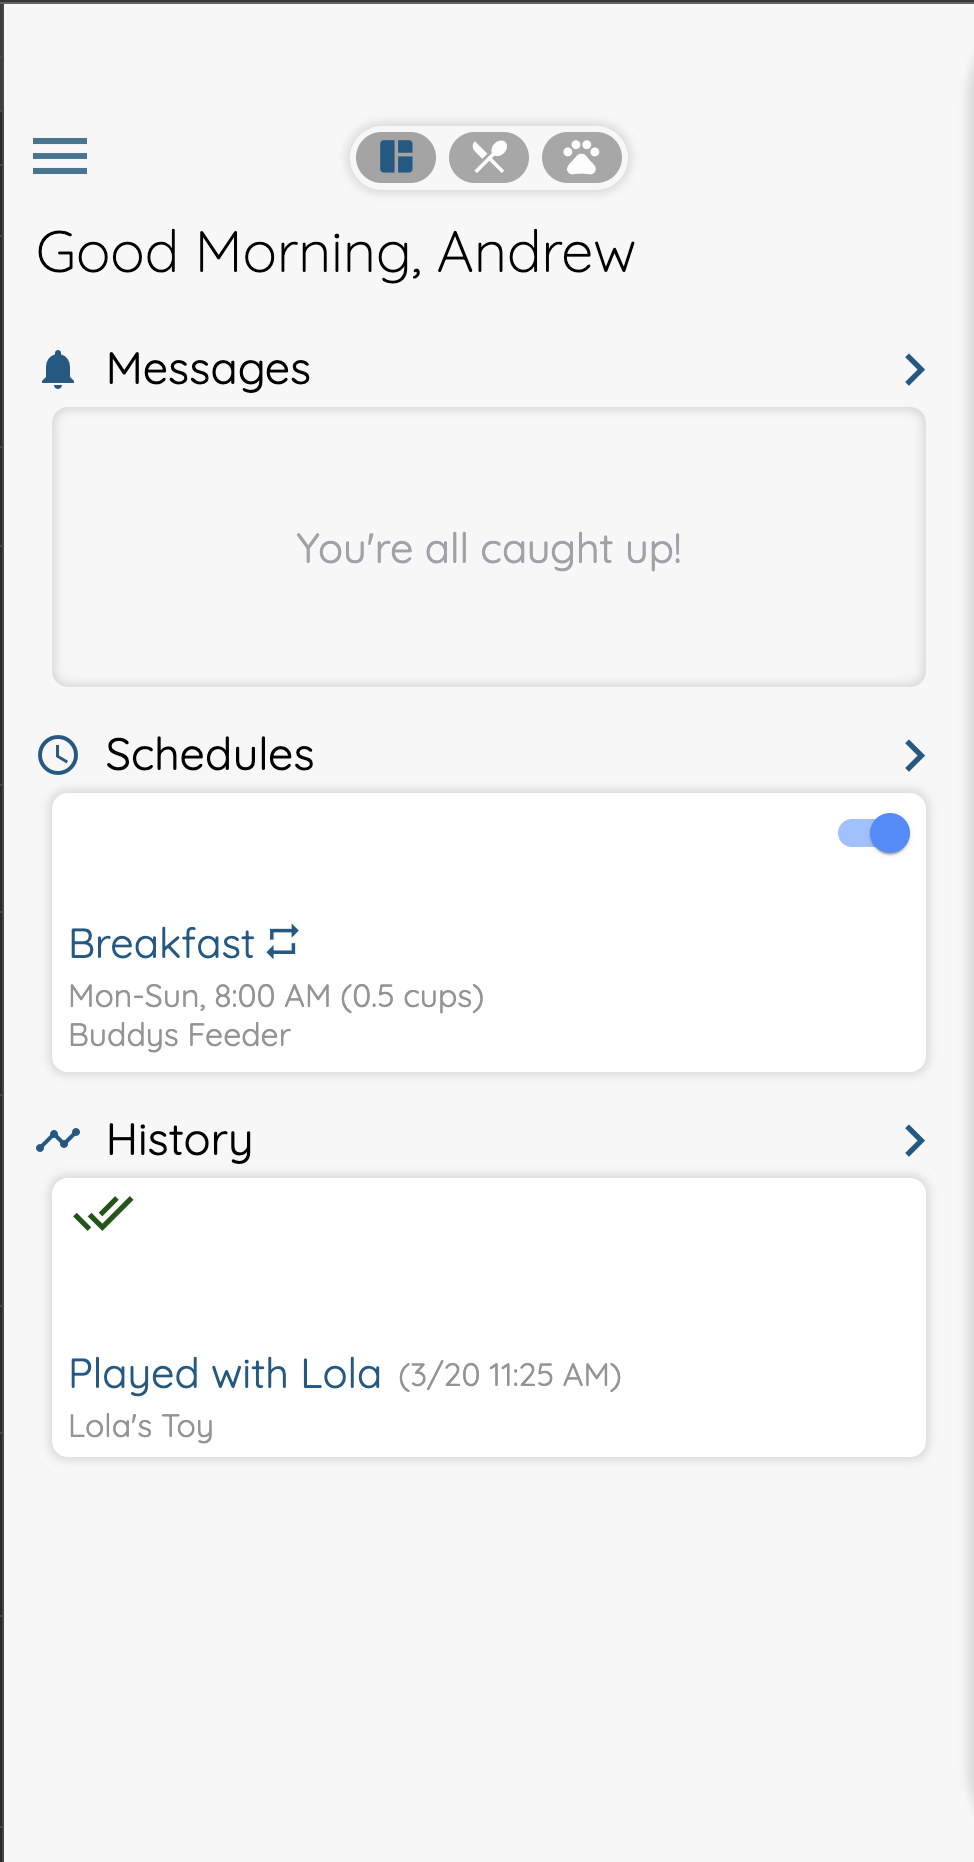 Good Morning, Andrew
Messages
You're all caught up!
Schedules
Breakfast
Mon-Sun, 8:00 AM (0.5 cups)
Buddys Feeder
History
Played with Lola (3/20 11:25 AM)
Lola's Toy